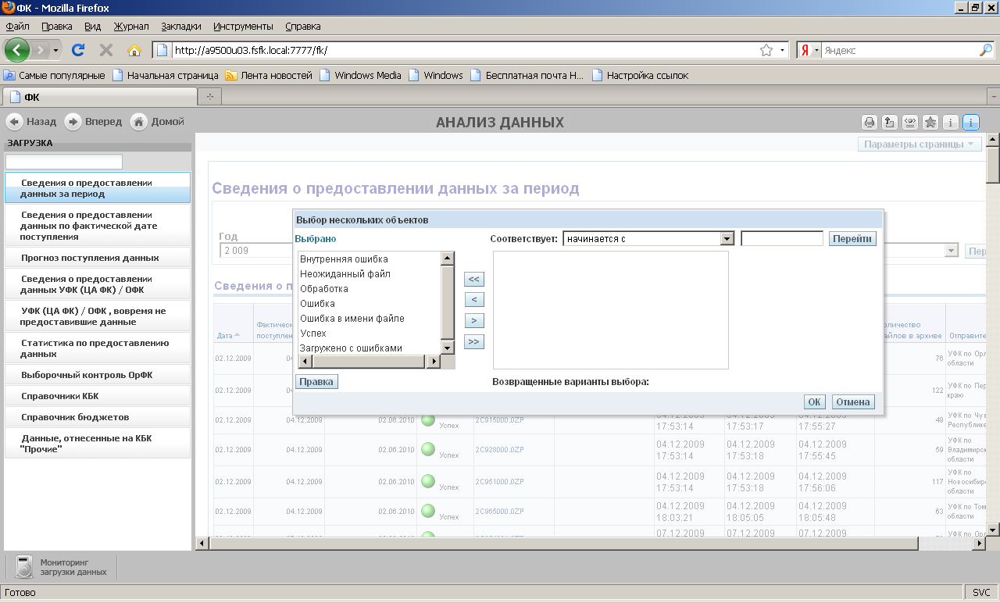 ФК - Mozilla Firefox
Файл Правка Вид Журнал Закладки Инструменты Справка
http://a9500u03.fsfk.local:7777/fk/
Яндекс
Самые популярные Начальная страница Лента новостей Windows Media Windows Бесплатная почта H... Настройка ссылок
ФК
Назад Вперед Домой
АНАЛИЗ ДАННЫХ
ЗАГРУЗКА
Сведения о предоставлении
данных за период
Сведения о предоставлении
данных по фактической дате
поступления
Прогноз поступления данных
Сведения о предоставлении
данных УФК (ЦА ФК) / ОФК
УФК (ЦА ФК) / ОФК , вовремя не
предоставившие данные
Статистика по предоставлению
данных
Выборочный контроль ОрФК
Справочники КБК
Справочник бюджетов
Данные, отнесенные на КБК
"Прочие"
Параметры страницы
Сведения о предоставлении данных за период
Год
2 009
Пер
Сведения о п
Выбор нескольких объектов
Выбрано
Соответствует: начинается с Перейти
Внутренняя ошибка
Неожиданный файл
Обработка
Ошибка
Ошибка в имени файле
Успех
Загружено с ошибками
<<
<
>
>>
Правка
Возвращенные варианты выбора:
ОК Отмена
Дата
Фактичес
поступлен
оличество
айлов в архиве
Отправите
02.12.2009 04 76 УФК по Орл
области
02.12.2009 04 122 УФК по Пер
краю
02.12.2009 04.12.2009 02.06.2010 Успех 2C915000.0ZP 04.12.2009 17:53:14 04.12.2009 17:53:17 04.12.2009 17:55:27 49 УФК по Чув
Республике
02.12.2009 04.12.2009 02.06.2010 Успех 2C928000.0ZP 04.12.2009 17:53:14 04.12.2009 17:53:18 04.12.2009 17:55:45 59 УФК по
Владимирс
области
02.12.2009 04.12.2009 02.06.2010 Успех 2C951000.0ZP 04.12.2009 17:53:14 04.12.2009 17:53:18 04.12.2009 17:56:06 117 УФК по
Новосибир
области
02.12.2009 04.12.2009 02.06.2010 Успех 2C965000.0ZP 04.12.2009 18:03:21 04.12.2009 18:05:05 04.12.2009 18:05:48 63 УФК по Том
области
07.12.2009 07.12.2009 07.12.2009 УФК по Орл
Мониторинг
загрузки данных
Готово
SVC